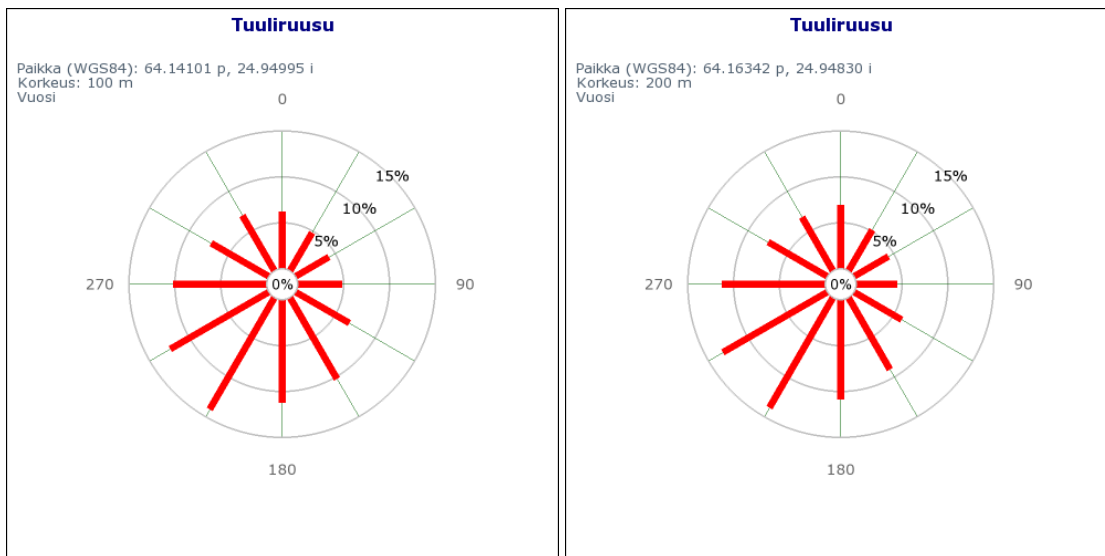 Tuuliruusu
Paikka (WGS84): 64.14101 p, 24.94995 i
Korkeus: 100 m
Vuosi
0
15%
10%
5%
270
0%
90
180
Tuuliruusu
Paikka (WGS84): 64.16342 p, 24.94830 i
Korkeus: 200 m
Vuosi
0
15%
10%
5%
270
0%
90
180